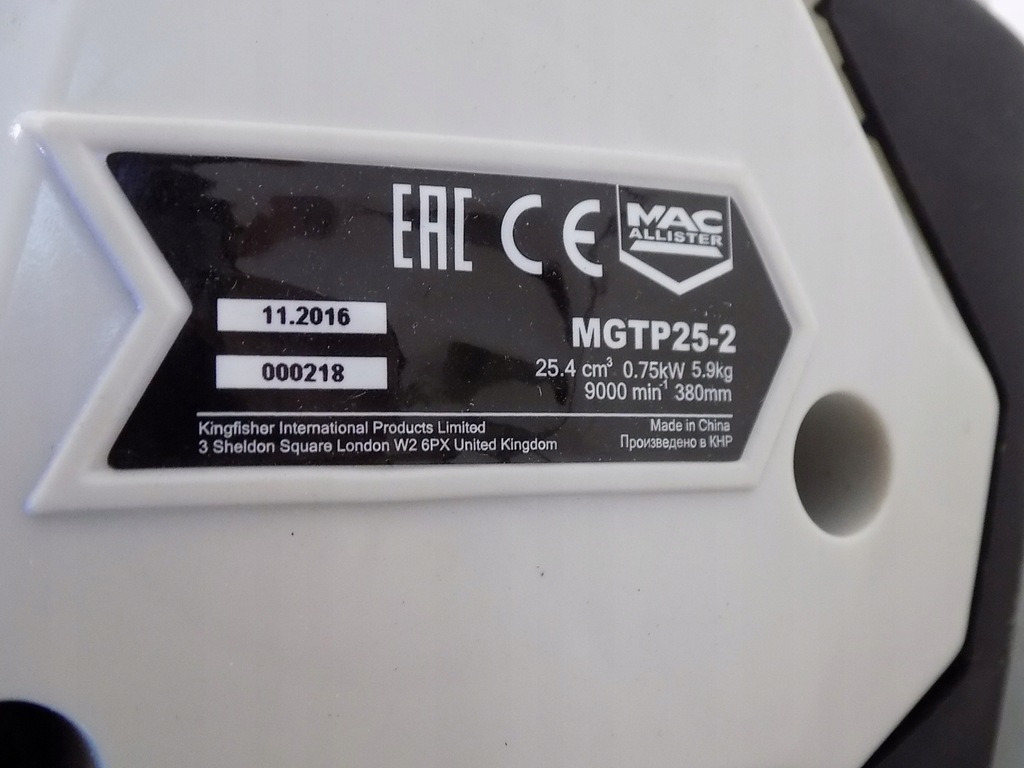 EAC CE MAC
ALLISTER
11.2016
MGTP25-2
000218
25.4 cm³ 0.75kW 5.9kg
9000 min⁻¹ 380mm
Kingfisher International Products Limited
Made in China
3 Sheldon Square London W2 6PX United Kingdom
Произведено в КНР